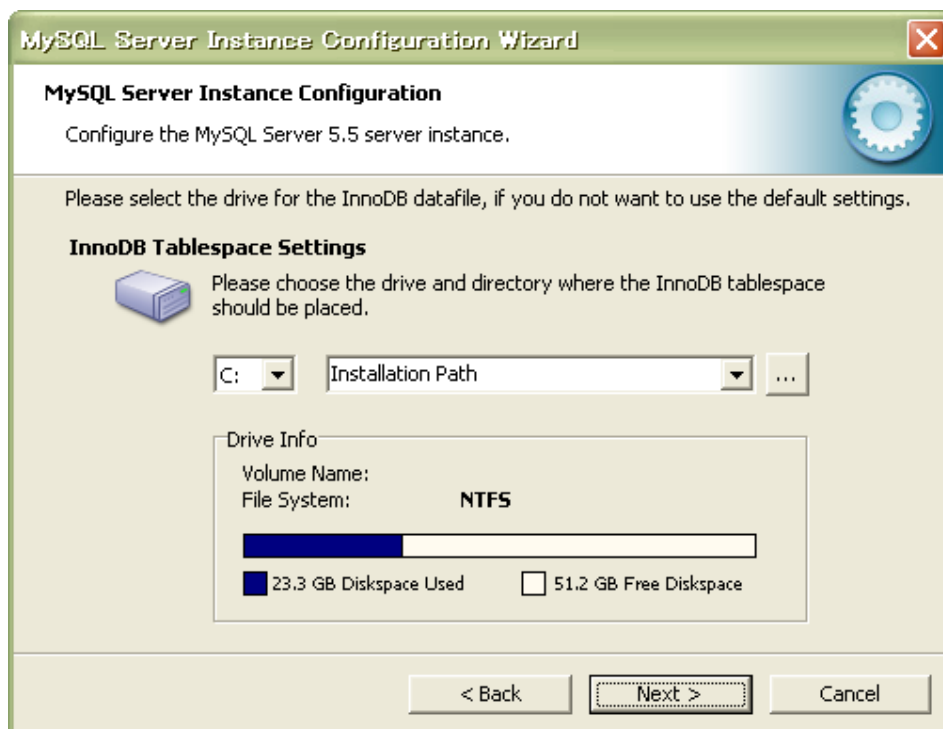 MySQL Server Instance Configuration Wizard
MySQL Server Instance Configuration
Configure the MySQL Server 5.5 server instance.
Please select the drive for the InnoDB datafile, if you do not want to use the default settings.
InnoDB Tablespace Settings
Please choose the drive and directory where the InnoDB tablespace
should be placed.
C: Installation Path ...
Drive Info
Volume Name:
File System: NTFS
23.3 GB Diskspace Used 51.2 GB Free Diskspace
< Back Next > Cancel